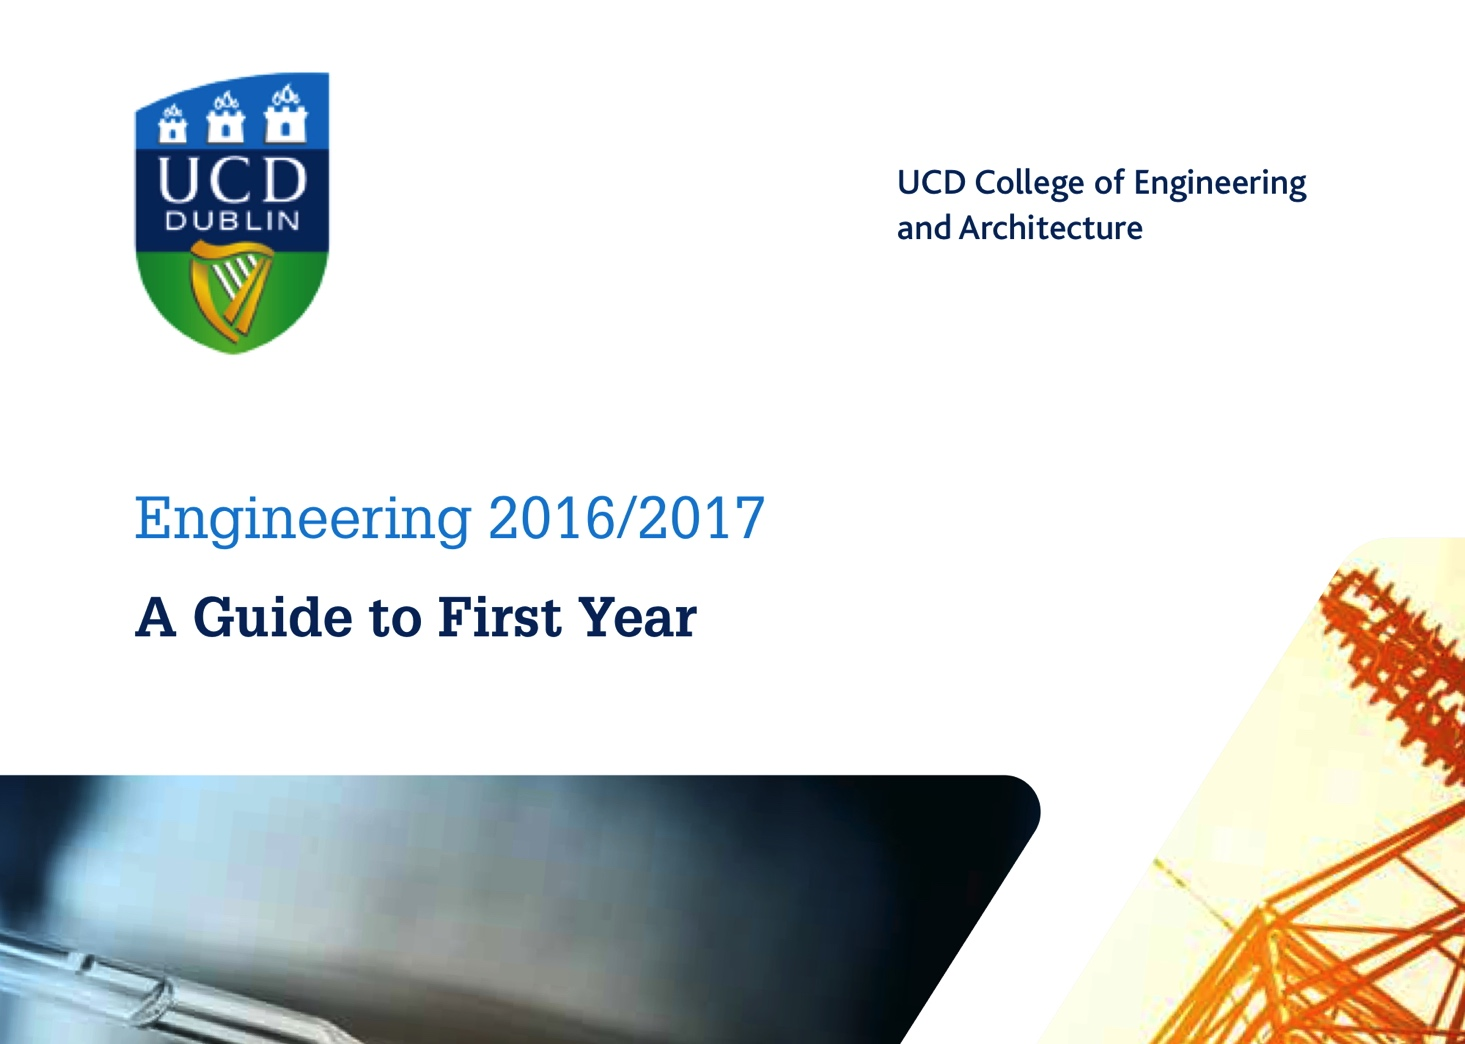 UCD
DUBLIN
UCD College of Engineering
and Architecture
Engineering 2016/2017
A Guide to First Year